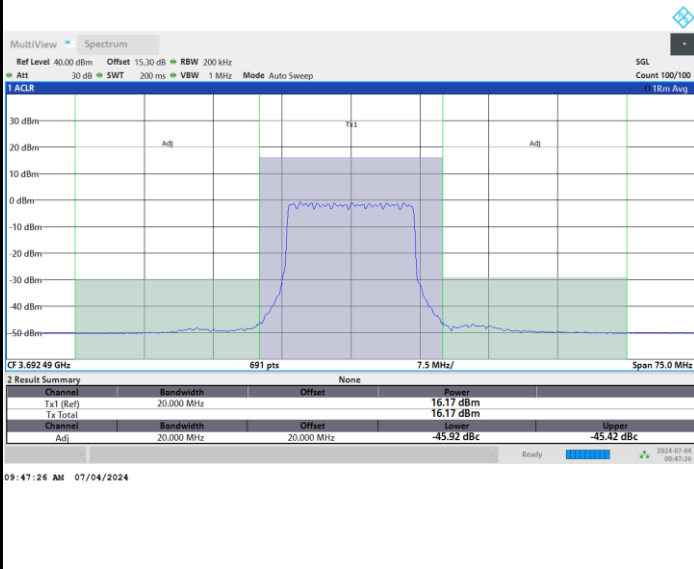 MultiView Spectrum
Ref Level 40.00 dBm Offset 15.30 dB RBW 200 kHz SGL
Att 30 dB SWT 200 ms VBW 1 MHz Mode Auto Sweep Count 100/100
1 ACLR 1Rm Avg
30 dBm
Tx1
20 dBm
Adj Adj
10 dBm
0 dBm
-10 dBm
-20 dBm
-30 dBm
-40 dBm
-50 dBm
CF 3.692 49 GHz 691 pts 7.5 MHz/ Span 75.0 MHz
2 Result Summary None
Channel Bandwidth Offset Power
Tx1 (Ref) 20.000 MHz 16.17 dBm
Tx Total 16.17 dBm
Channel Bandwidth Offset Lower Upper
Adj 20.000 MHz 20.000 MHz -45.92 dBc -45.42 dBc
Ready 2024-07-04
09:47:26
09:47:26 AM 07/04/2024